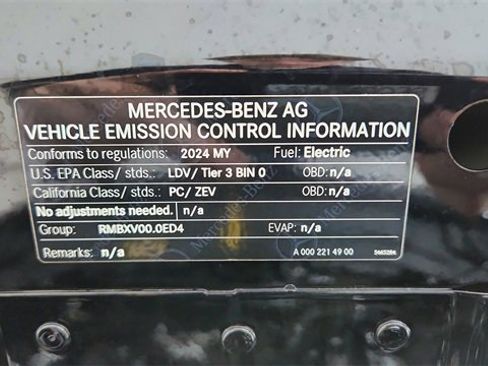 MERCEDES-BENZ AG
VEHICLE EMISSION CONTROL INFORMATION
Conforms to regulations: 2024 MY Fuel: Electric
U.S. EPA Class/ stds.: LDV/ Tier 3 BIN 0 OBD: n/a
California Class/ stds.: PC/ ZEV OBD: n/a
No adjustments needed. n/a
Group: RMBXV00.0ED4 EVAP: n/a
Remarks: n/a A 000 221 49 00